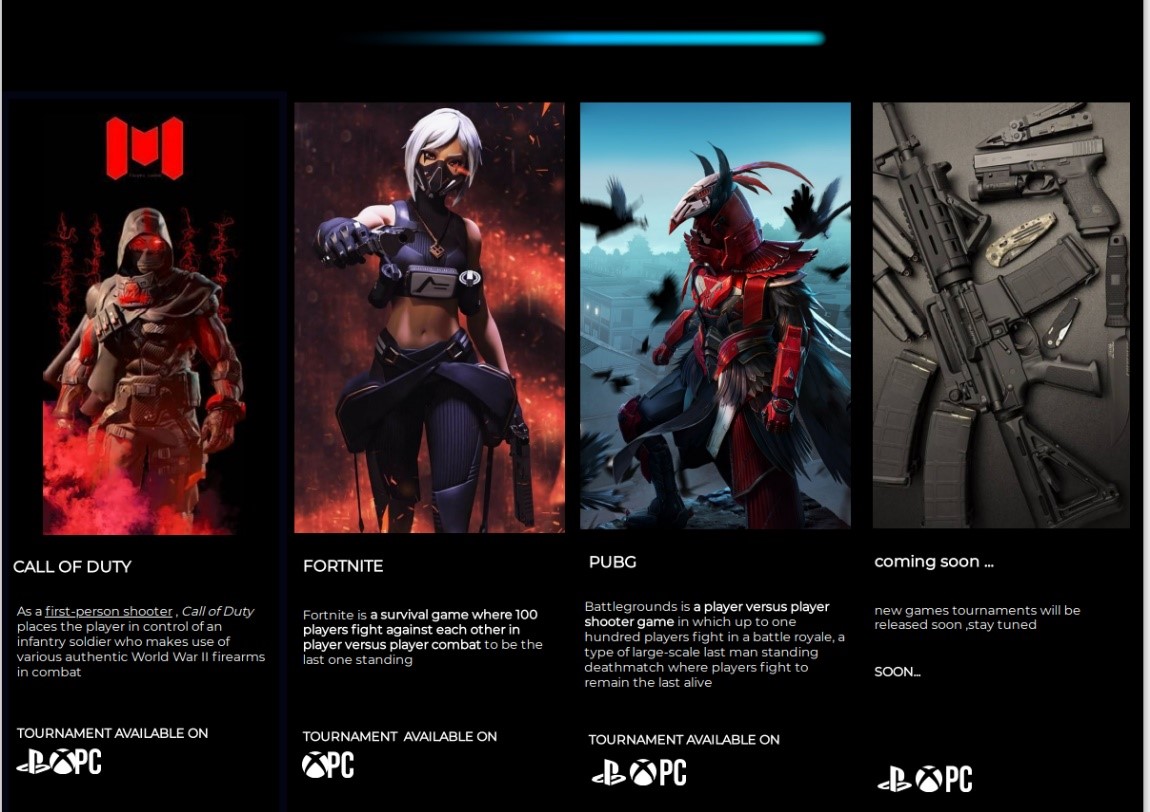 CALL OF DUTY
As a first-person shooter , Call of Duty
places the player in control of an
infantry soldier who makes use of
various authentic World War II firearms
in combat
TOURNAMENT AVAILABLE ON
PC
FORTNITE
Fortnite is a survival game where 100
players fight against each other in
player versus player combat to be the
last one standing
TOURNAMENT AVAILABLE ON
PC
PUBG
Battlegrounds is a player versus player
shooter game in which up to one
hundred players fight in a battle royale, a
type of large-scale last man standing
deathmatch where players fight to
remain the last alive
TOURNAMENT AVAILABLE ON
PC
coming soon ...
new games tournaments will be
released soon ,stay tuned
SOON...
PC